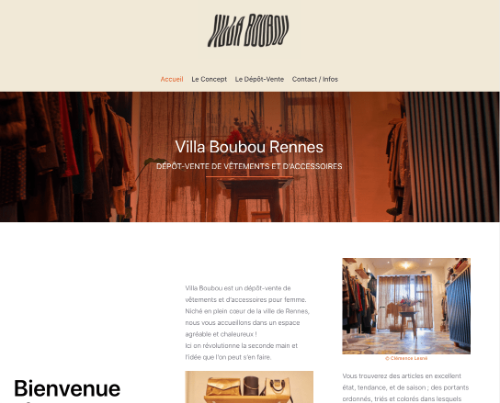 VILLA BOUBOU
Accueil Le Concept Le Dépôt-Vente Contact / Infos
Villa Boubou Rennes
DÉPÔT-VENTE DE VÊTEMENTS ET D'ACCESSOIRES
Villa Boubou est un dépôt-vente de
vêtements et d'accessoires pour femme.
Niché en plein cœur de la ville de Rennes,
nous vous accueillons dans un espace
agréable et chaleureux !
Ici on révolutionne la seconde main et
l'idée que l'on peut s'en faire.
Bienvenue
© Clémence Lesné
Vous trouverez des articles en excellent
état, tendance, et de saison ; des portants
ordonnés, triés et colorés dans lesquels